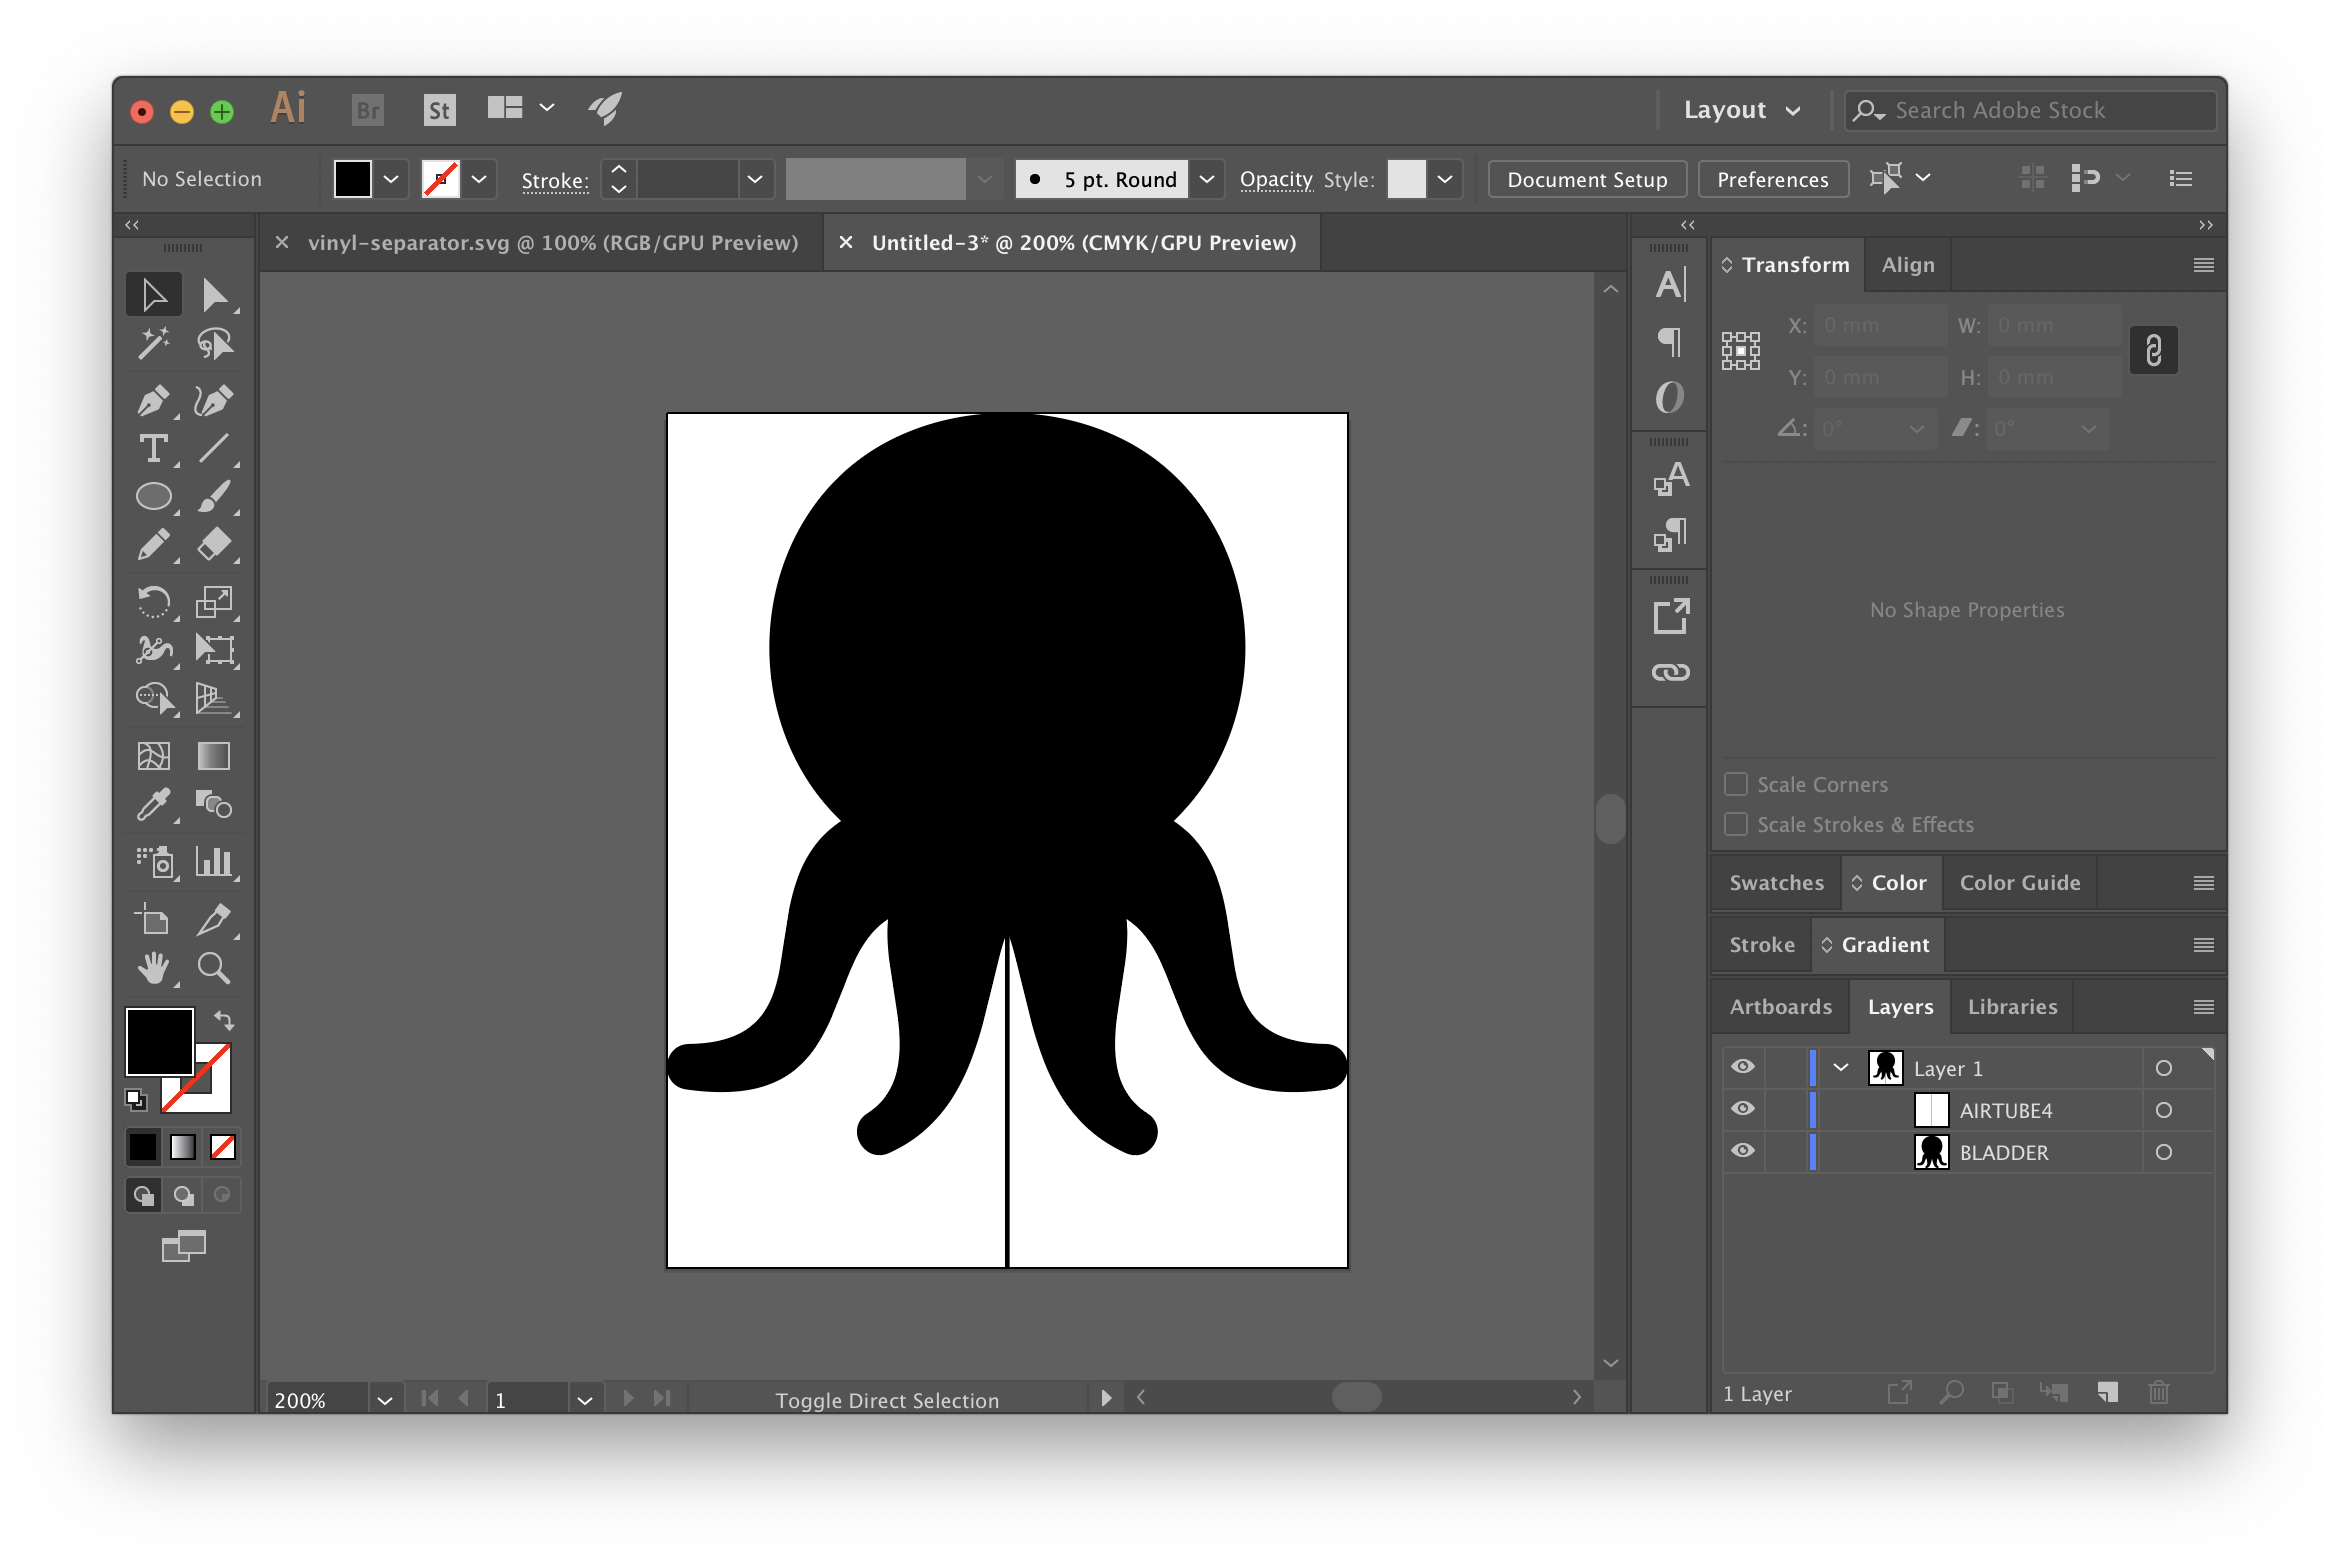 Ai Br St Layout Search Adobe Stock
No Selection Stroke: 5 pt. Round Opacity Style: Document Setup Preferences
vinyl-separator.svg @ 100% (RGB/GPU Preview) Untitled-3* @ 200% (CMYK/GPU Preview)
Transform Align
X: 0 mm W: 0 mm
Y: 0 mm H: 0 mm
0° 0°
No Shape Properties
Scale Corners
Scale Strokes & Effects
Swatches Color Color Guide
Stroke Gradient
Artboards Layers Libraries
Layer 1
AIRTUBE4
BLADDER
1 Layer
200% 1 Toggle Direct Selection